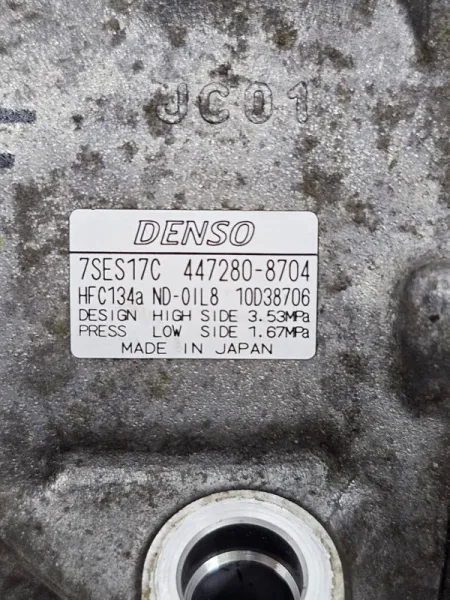 JC01
DENSO
7SES17C 447280-8704
HFC134a ND-OIL8 10D38706
DESIGN HIGH SIDE 3.53MPa
PRESS LOW SIDE 1.67MPa
MADE IN JAPAN